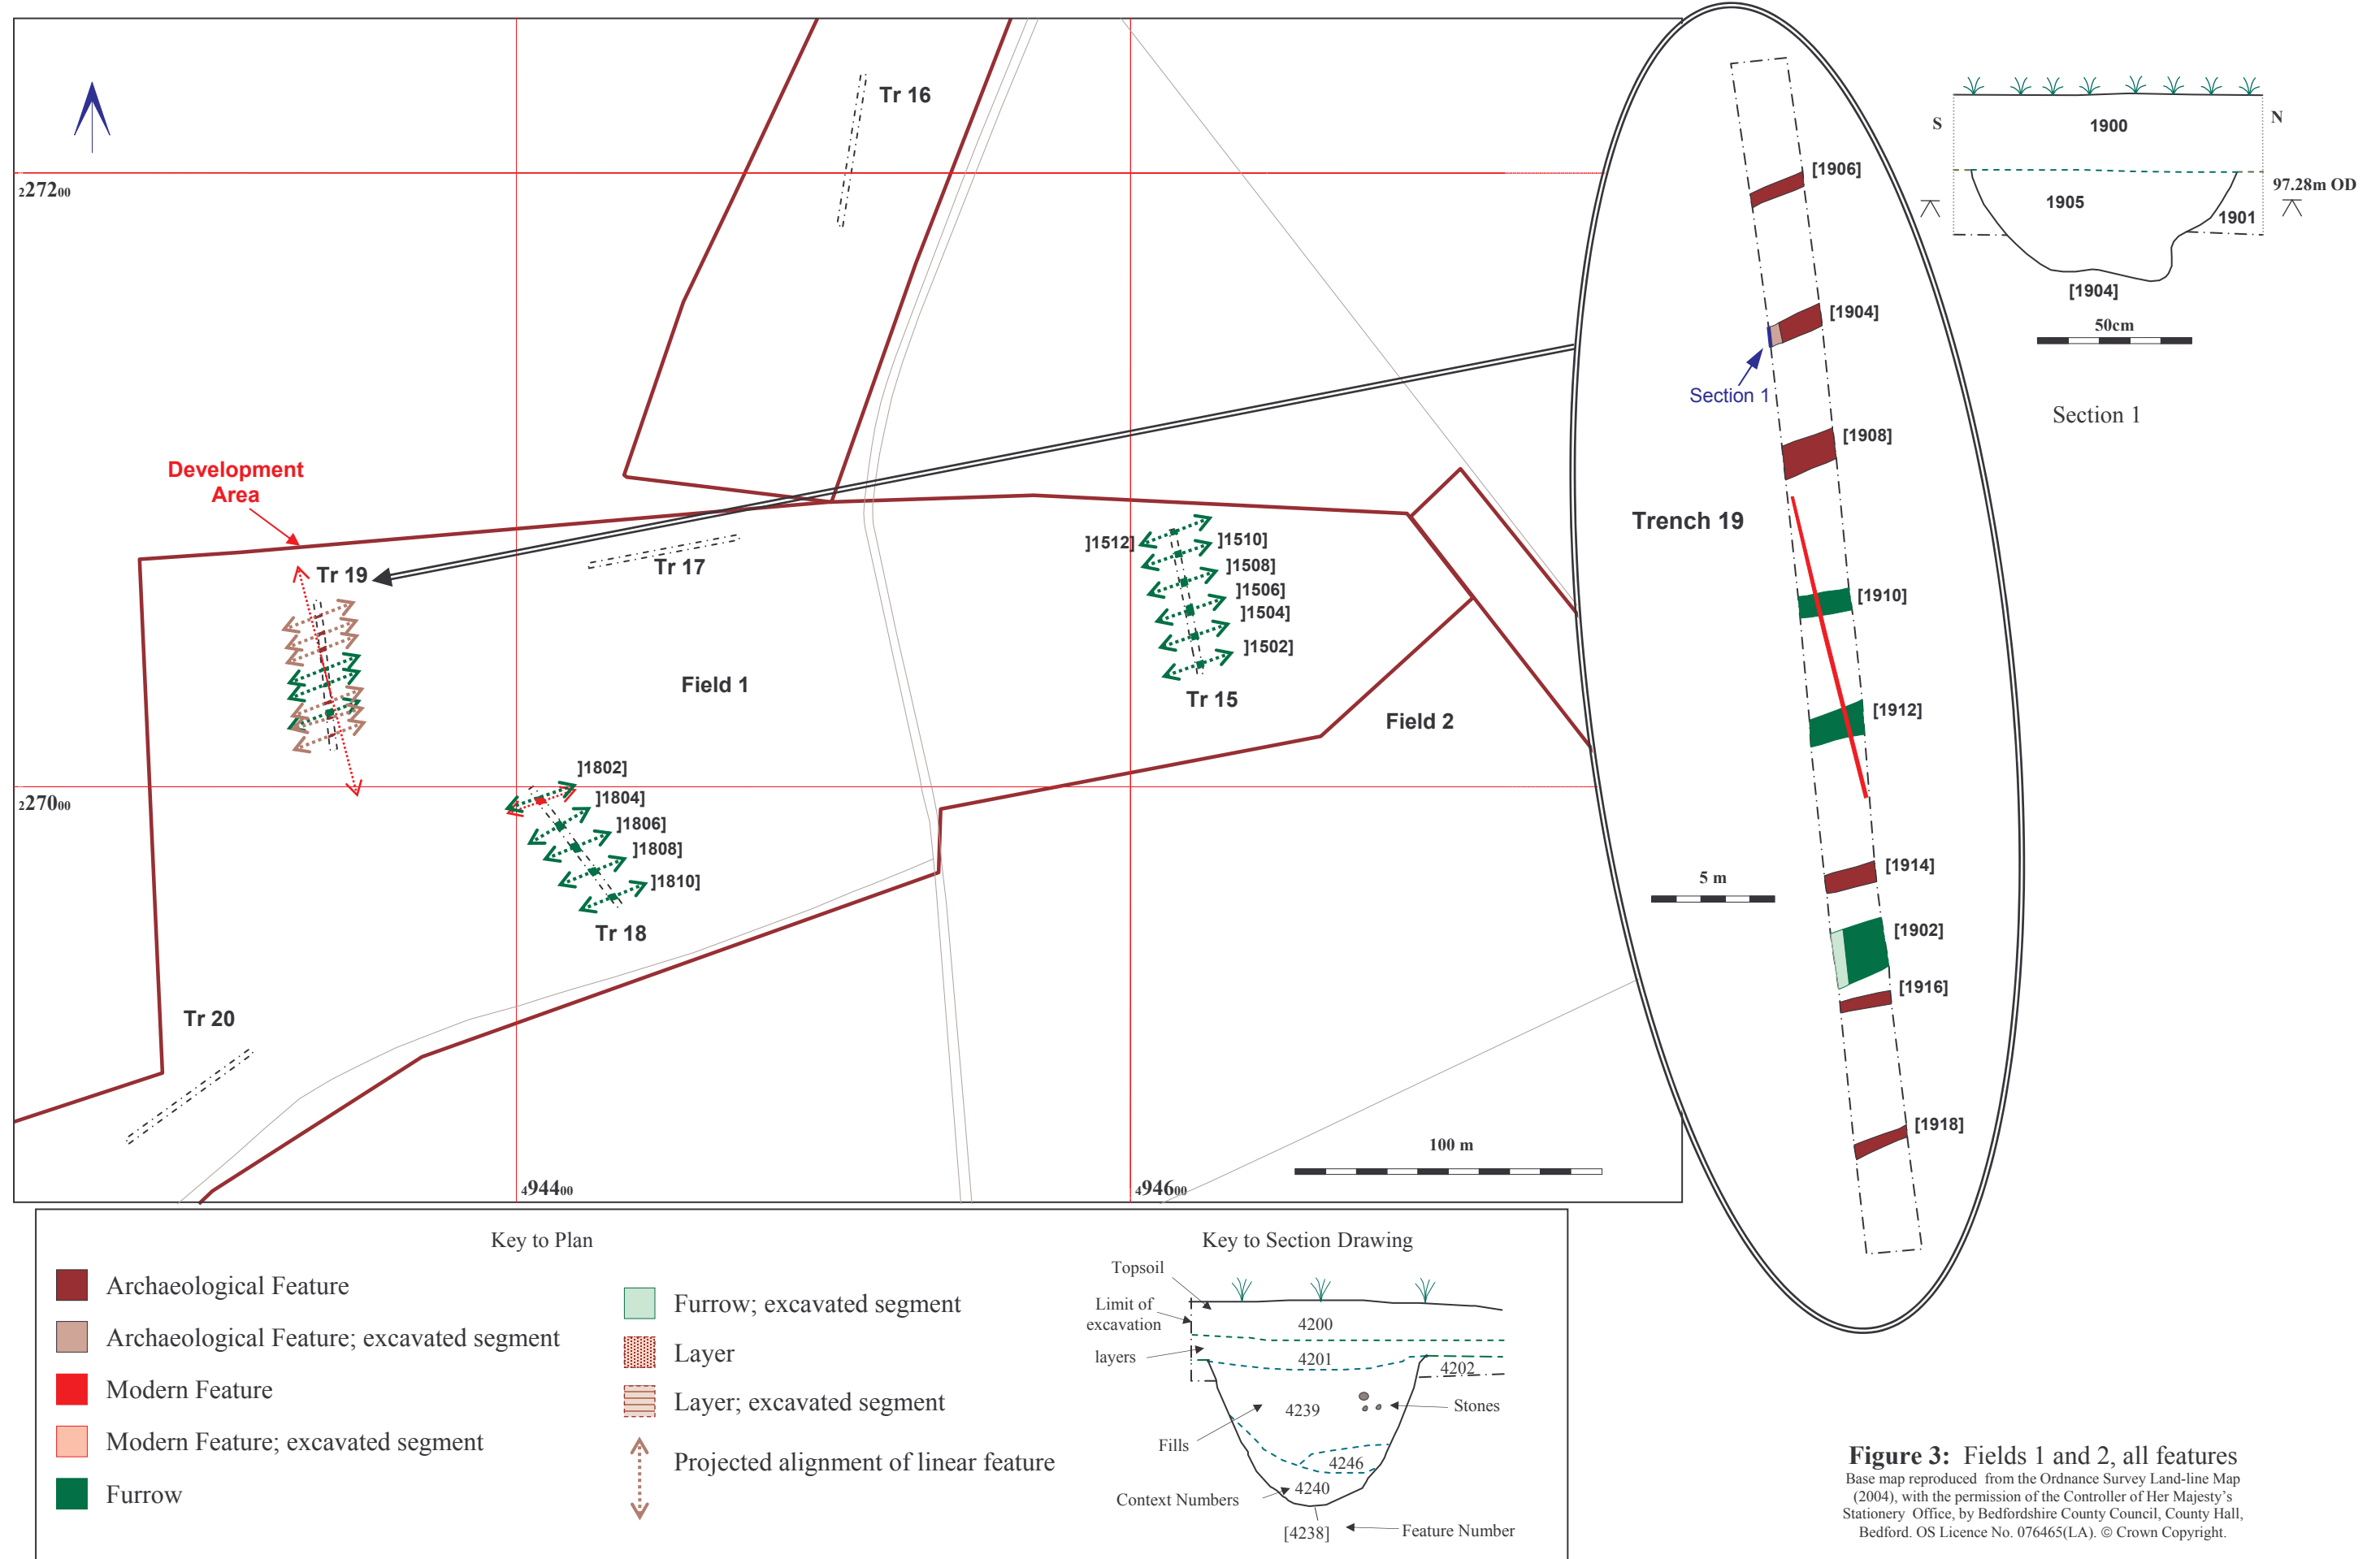 Tr 16
227200
Development
Area
Tr 19
Tr 17
]1512]
]1510]
]1508]
]1506]
]1504]
]1502]
Tr 15
Field 1
Field 2
]1802]
]1804]
]1806]
]1808]
]1810]
Tr 18
227000
Tr 20
494400
494600
100 m
[1906]
[1904]
Section 1
[1908]
Trench 19
[1910]
[1912]
5 m
[1914]
[1902]
[1916]
[1918]
S
N
1900
1905
1901
97.28m OD
[1904]
50cm
Section 1
Key to Plan
Archaeological Feature
Archaeological Feature; excavated segment
Modern Feature
Modern Feature; excavated segment
Furrow
Furrow; excavated segment
Layer
Layer; excavated segment
Projected alignment of linear feature
Key to Section Drawing
Topsoil
Limit of
excavation
layers
Fills
Context Numbers
4200
4201
4202
4239
4246
4240
[4238]
Stones
Feature Number
Figure 3: Fields 1 and 2, all features
Base map reproduced from the Ordnance Survey Land-line Map
(2004), with the permission of the Controller of Her Majesty's
Stationery Office, by Bedfordshire County Council, County Hall,
Bedford. OS Licence No. 076465(LA). © Crown Copyright.